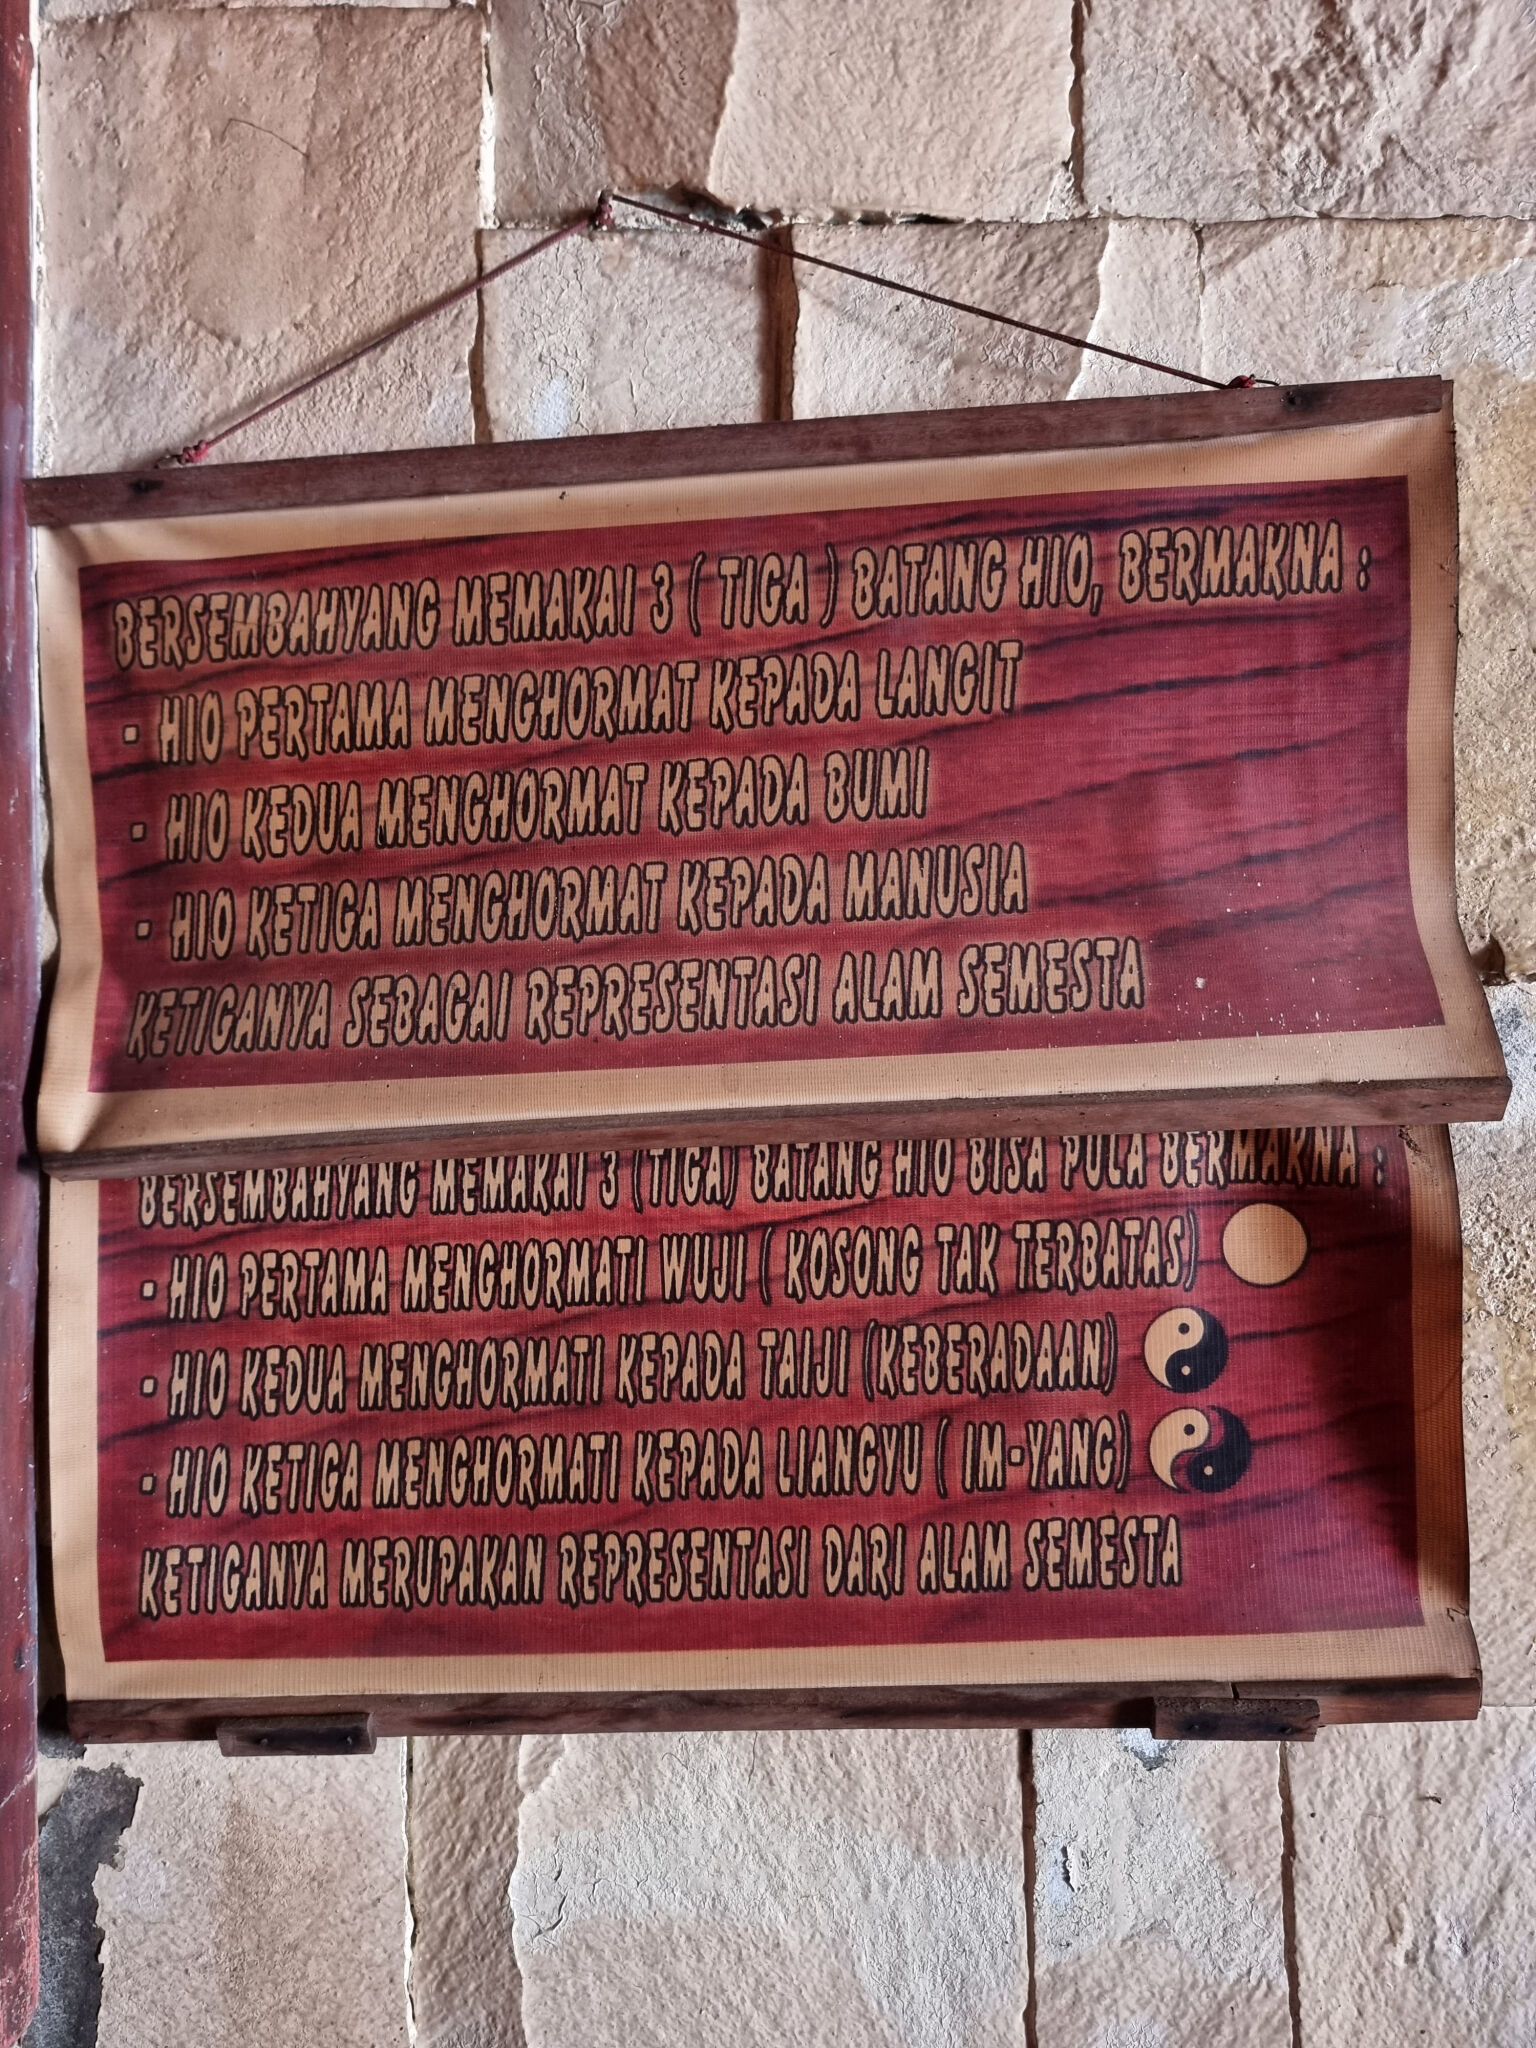 BERSEMBAHYANG MEMAKAI 3 ( TIGA ) BATANG HIO, BERMAKNA :
- HIO PERTAMA MENGHORMAT KEPADA LANGIT
- HIO KEDUA MENGHORMAT KEPADA BUMI
- HIO KETIGA MENGHORMAT KEPADA MANUSIA
KETIGANYA SEBAGAI REPRESENTASI ALAM SEMESTA
BERSEMBAHYANG MEMAKAI 3 (TIGA) BATANG HIO BISA PULA BERMAKNA :
- HIO PERTAMA MENGHORMATI WUJI ( KOSONG TAK TERBATAS)
- HIO KEDUA MENGHORMATI KEPADA TAIJI (KEBERADAAN)
- HIO KETIGA MENGHORMATI KEPADA LIANGYU ( IM-YANG)
KETIGANYA MERUPAKAN REPRESENTASI DARI ALAM SEMESTA